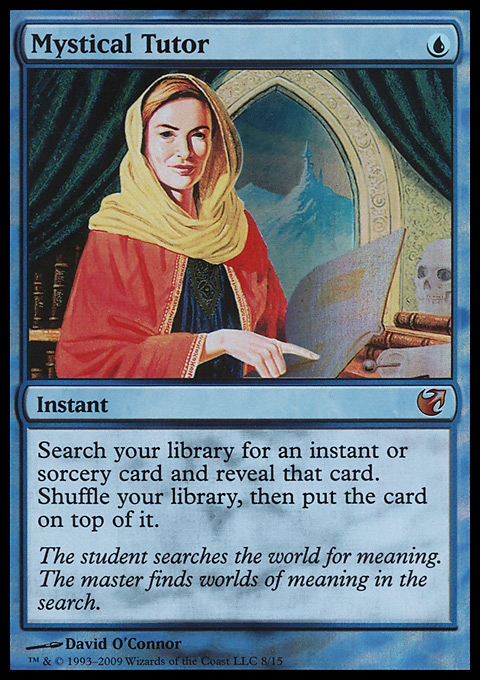 Mystical Tutor
Instant
Search your library for an instant or
sorcery card and reveal that card.
Shuffle your library, then put the card
on top of it.
The student searches the world for meaning.
The master finds worlds of meaning in the
search.
David O'Connor
™ & © 1993–2009 Wizards of the Coast LLC 8/15